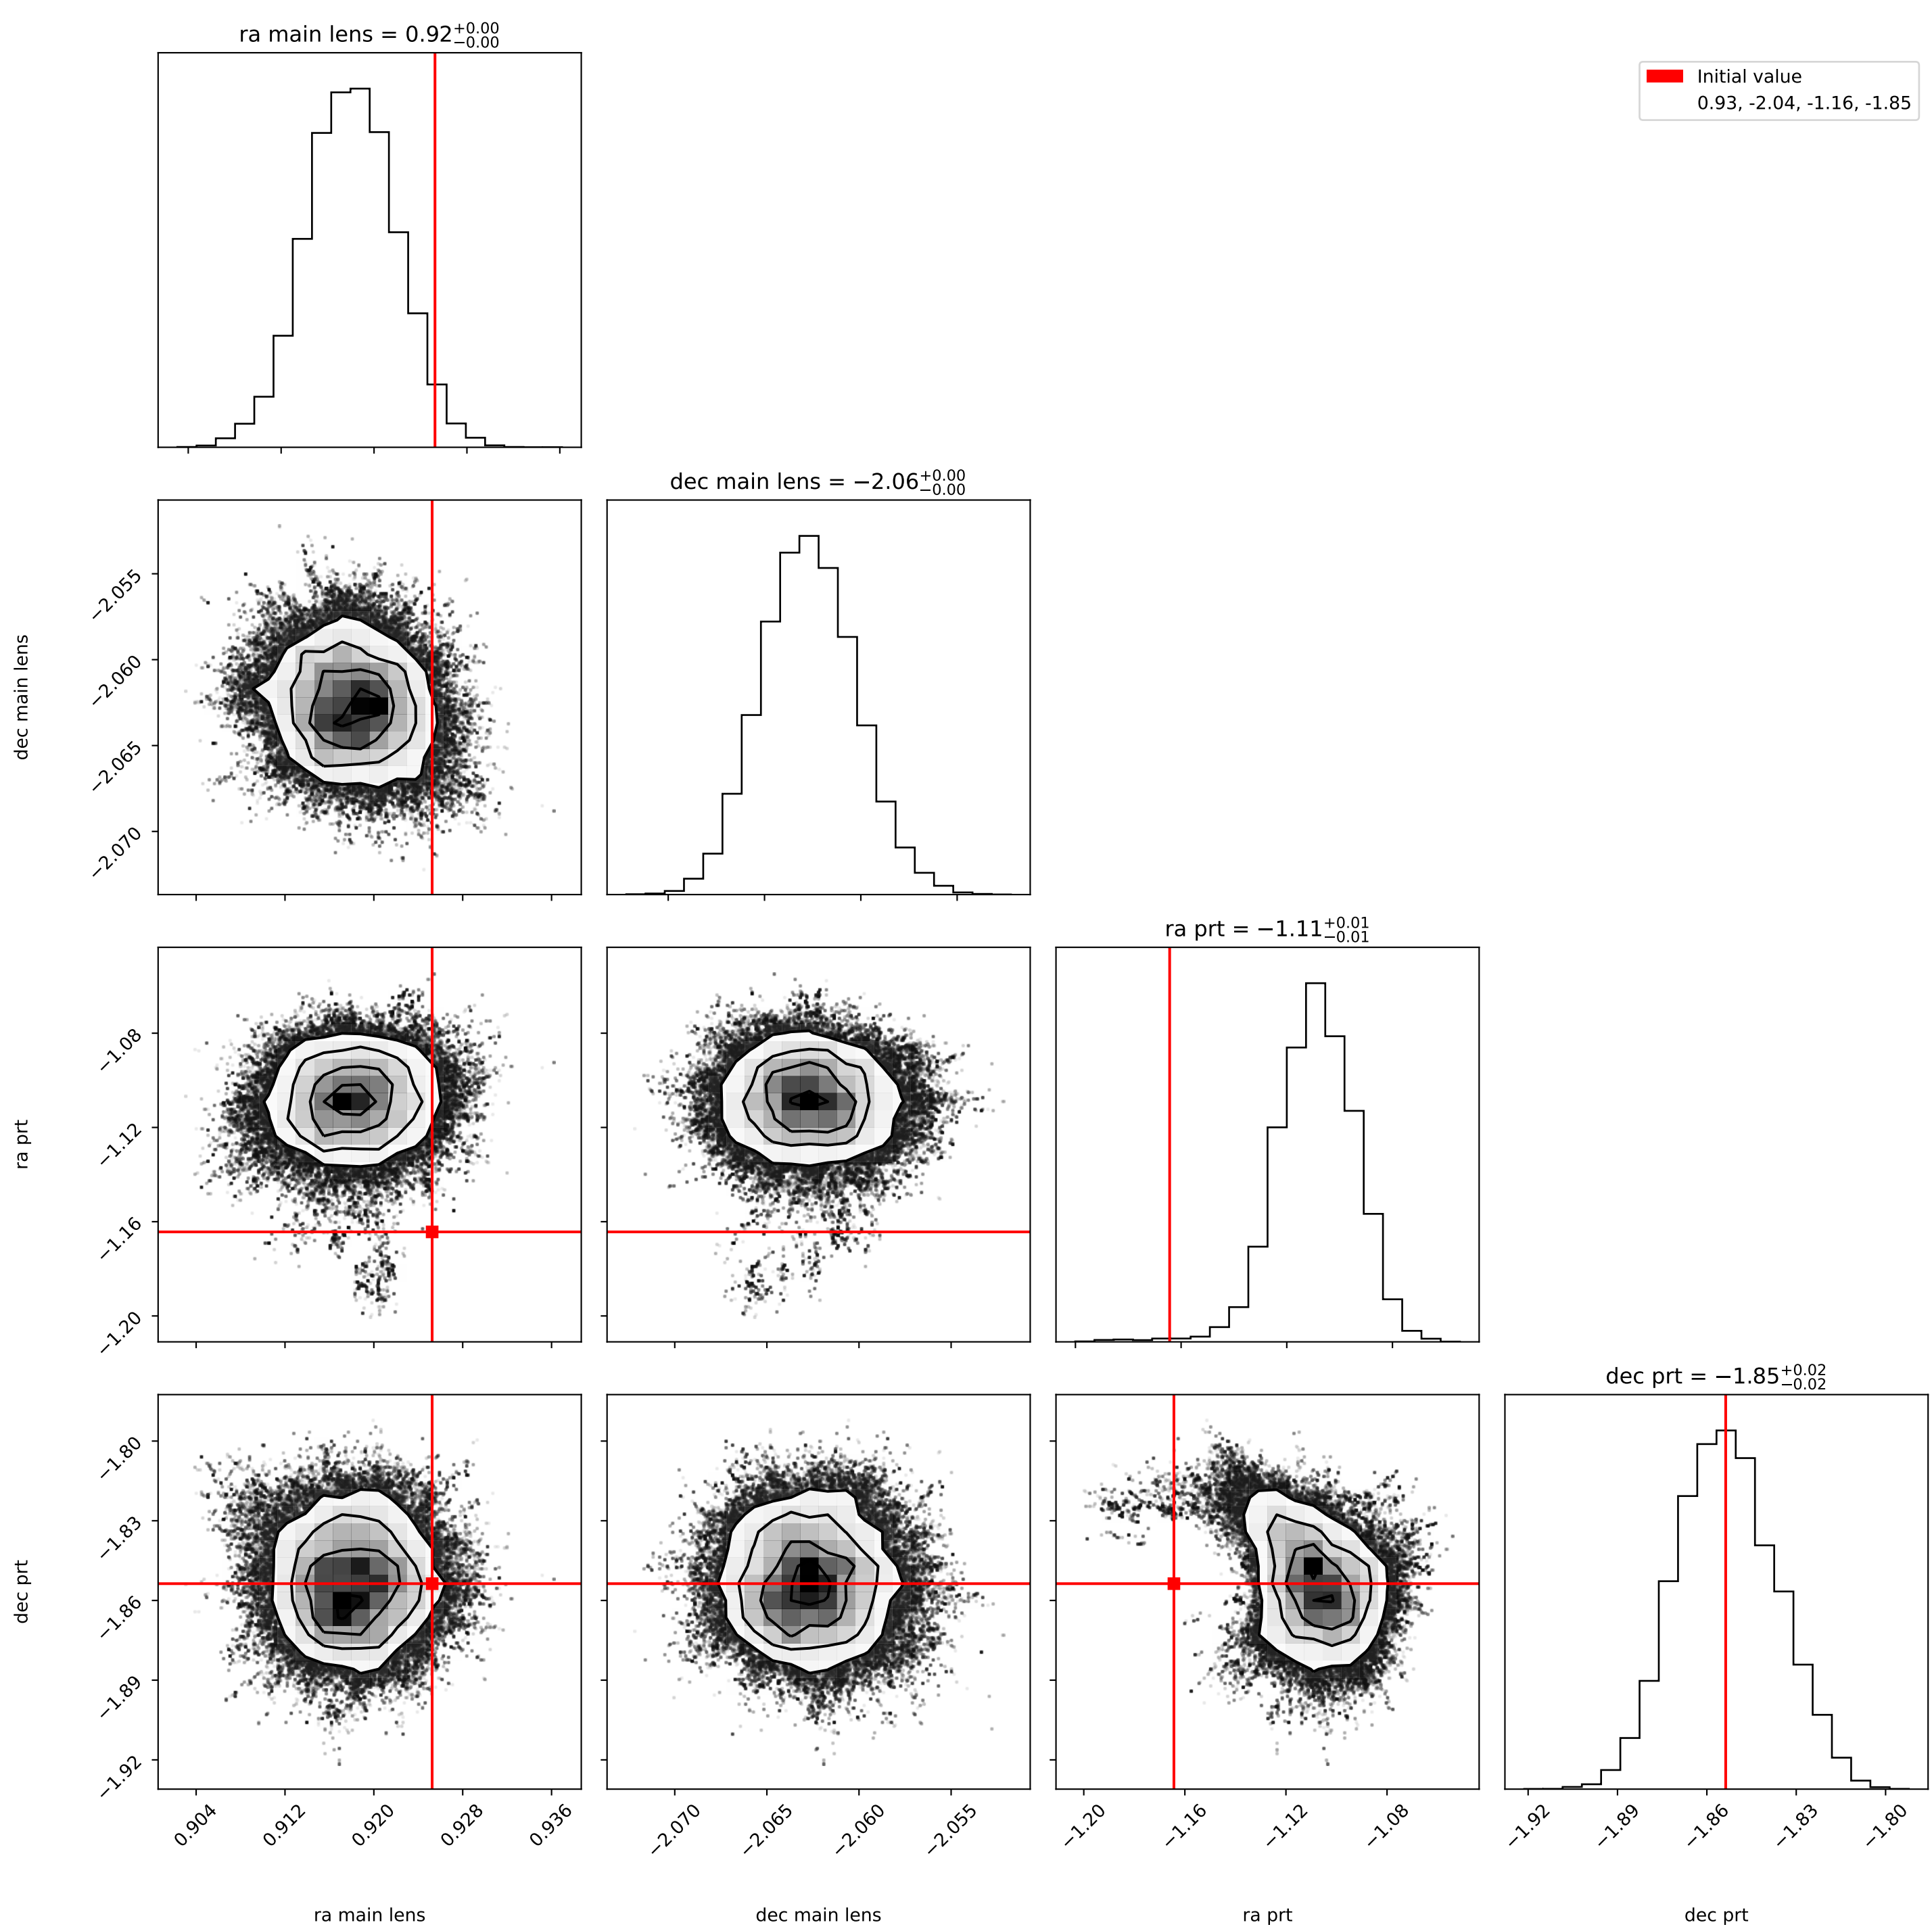 ra main lens = 0.92+0.00 −0.00
Initial value
0.93, -2.04, -1.16, -1.85
dec main lens = −2.06+0.00 −0.00
dec main lens
−2.055
−2.060
−2.065
−2.070
ra prt = −1.11+0.01 −0.01
ra prt
−1.08
−1.12
−1.16
−1.20
dec prt = −1.85+0.02 −0.02
dec prt
−1.80
−1.83
−1.86
−1.89
−1.92
0.904 0.912 0.920 0.928 0.936
−2.070 −2.065 −2.060 −2.055
−1.20 −1.16 −1.12 −1.08
−1.92 −1.89 −1.86 −1.83 −1.80
ra main lens
dec main lens
ra prt
dec prt